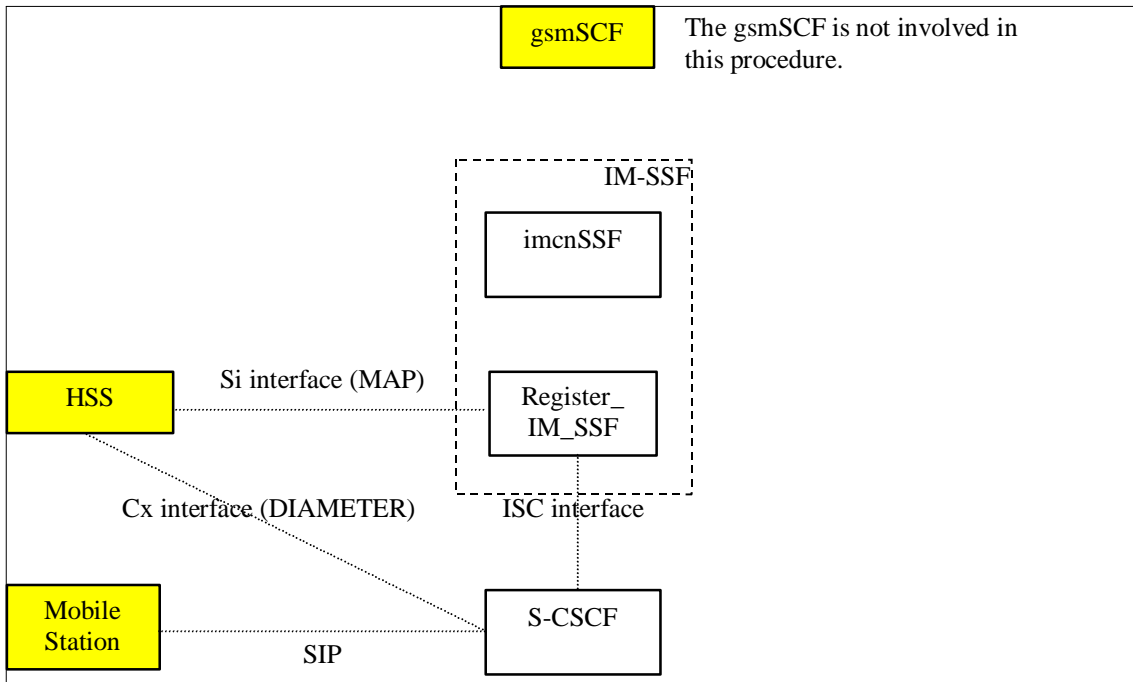 gsmSCF
The gsmSCF is not involved in
this procedure.
IM-SSF
imcnSSF
Si interface (MAP)
HSS
Register_
IM_SSF
Cx interface (DIAMETER)
ISC interface
Mobile
Station
S-CSCF
SIP